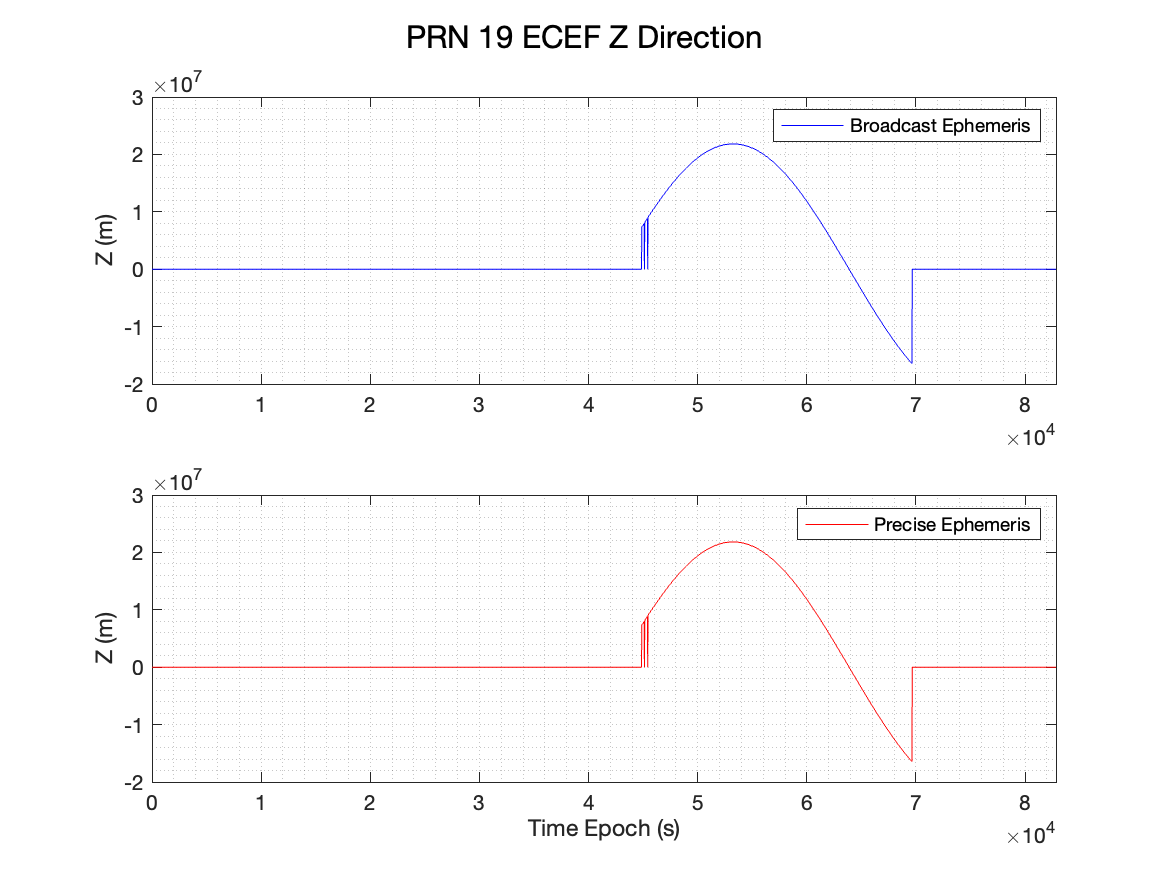 PRN 19 ECEF Z Direction
×10^7
3
2
1
0
-1
-2
Z (m)
Broadcast Ephemeris
0 1 2 3 4 5 6 7 8
×10^4
×10^7
3
2
1
0
-1
-2
Z (m)
Precise Ephemeris
0 1 2 3 4 5 6 7 8
Time Epoch (s)
×10^4